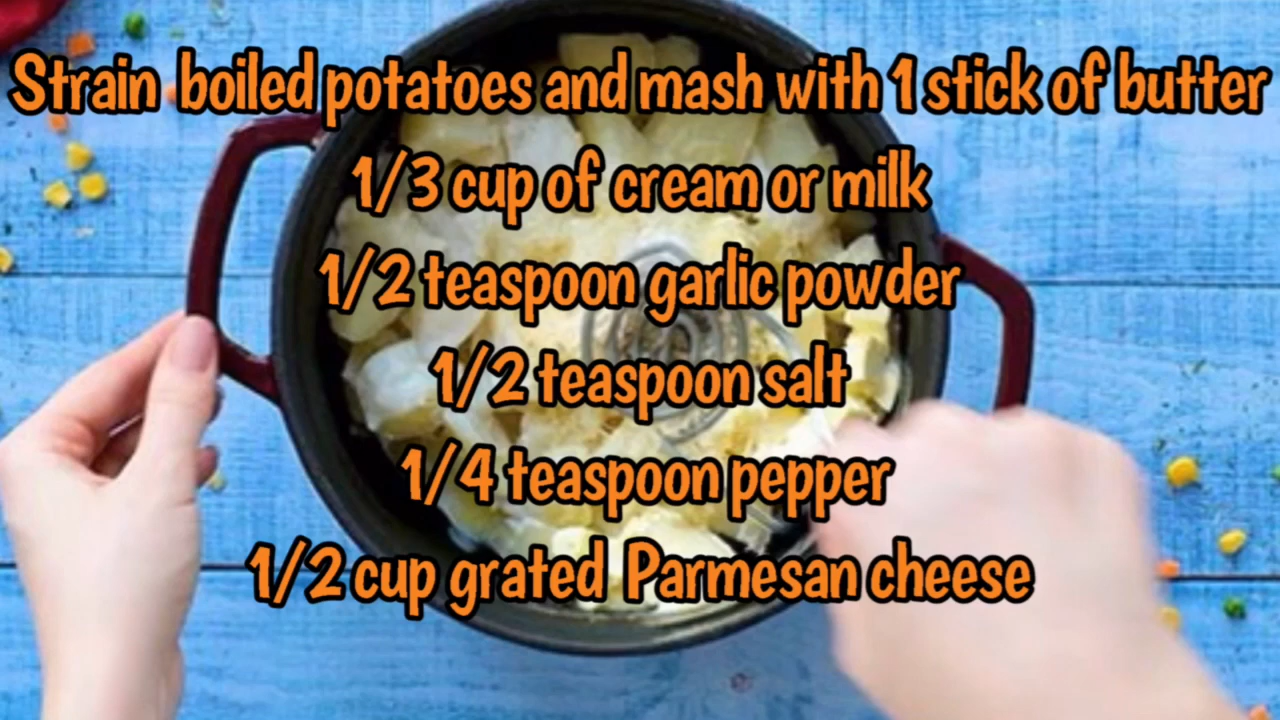 Strain boiled potatoes and mash with 1 stick of butter
1/3 cup of cream or milk
1/2 teaspoon garlic powder
1/2 teaspoon salt
1/4 teaspoon pepper
1/2 cup grated Parmesan cheese